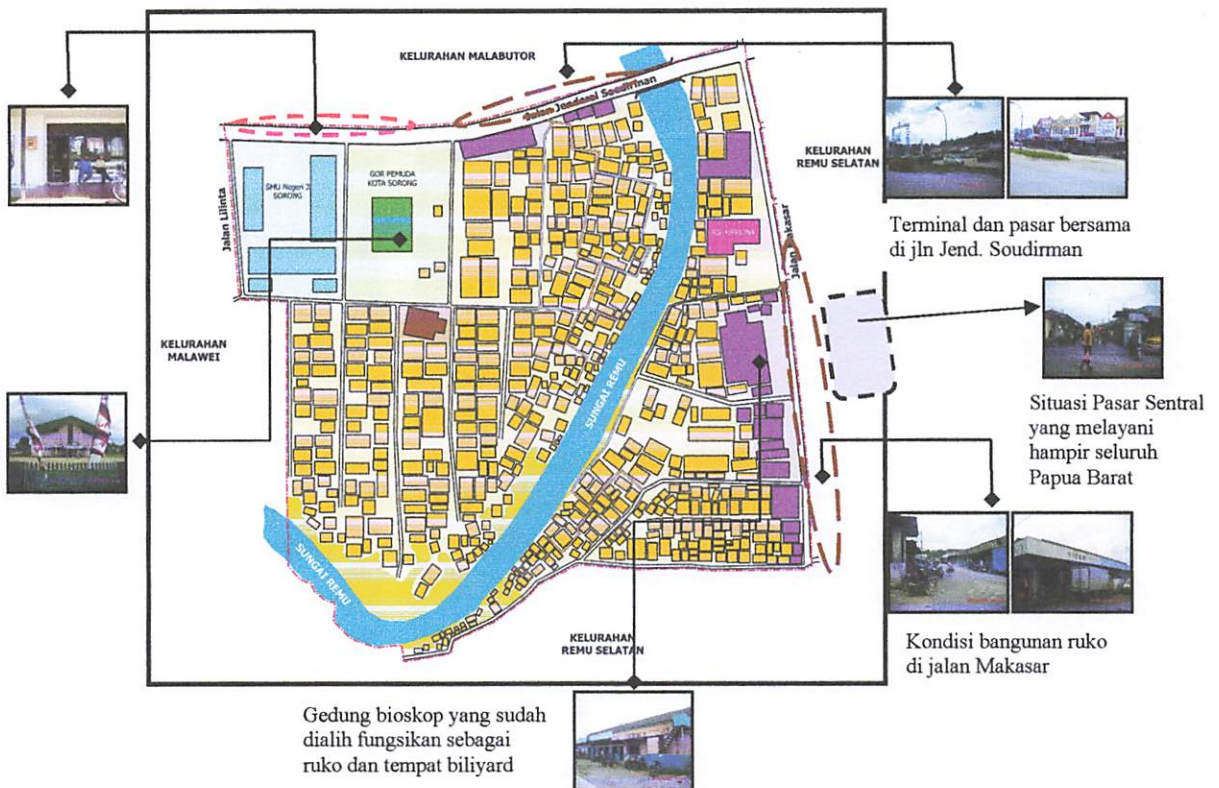 KELURAHAN MALABUTOR
Jalan Jenderal Soudirman
KELURAHAN
REMU SELATAN
SMU Negeri 2
SORONG
GOR PEMUDA
KOTA SORONG
Jalan Lilinta
Jalan Makasar
Terminal dan pasar bersama
di jln Jend. Soudirman
KELURAHAN
MALAWEI
SUNGAI REMU
Situasi Pasar Sentral
yang melayani
hampir seluruh
Papua Barat
SUNGAI REMU
KELURAHAN
REMU SELATAN
Kondisi bangunan ruko
di jalan Makasar
Gedung bioskop yang sudah
dialih fungsikan sebagai
ruko dan tempat biliyard